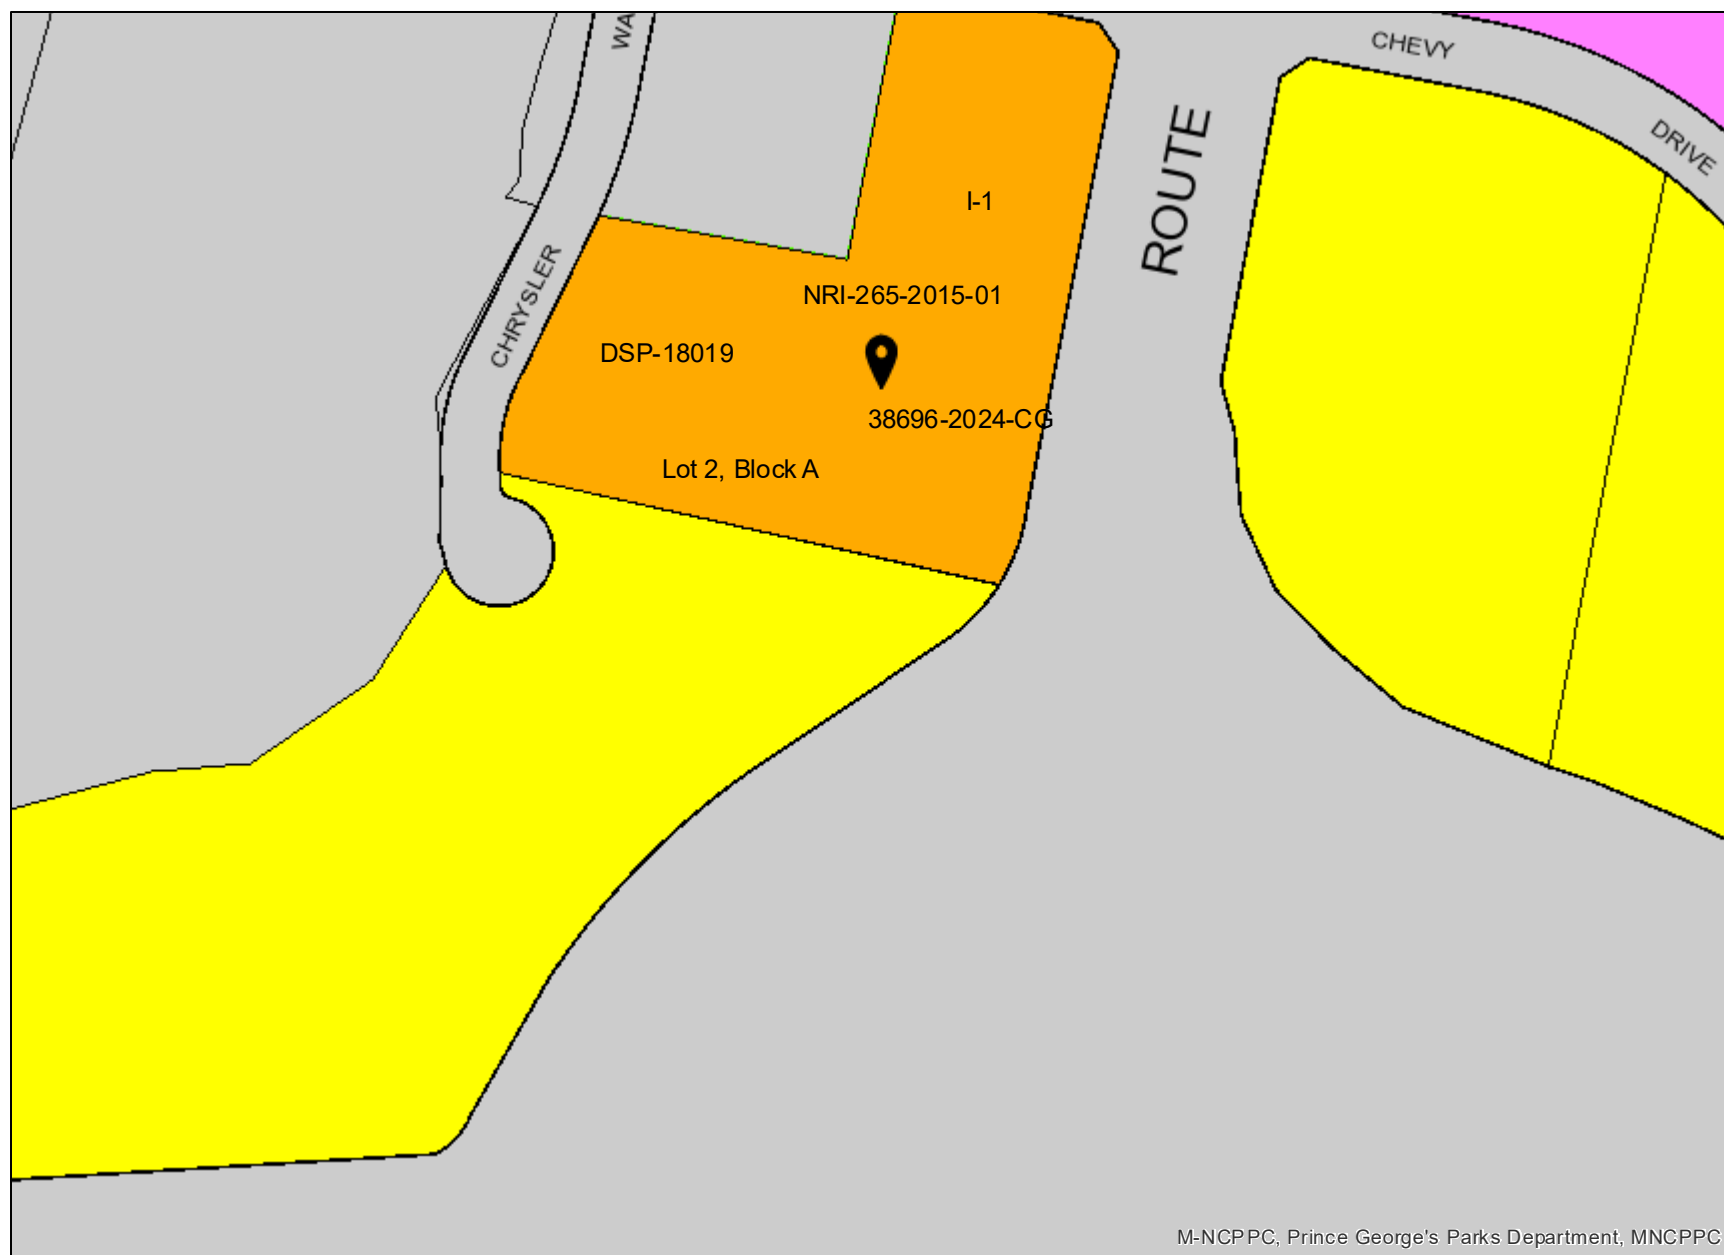 WA
CHEVY
DRIVE
ROUTE
I-1
CHRYSLER
NRI-265-2015-01
DSP-18019
38696-2024-CG
Lot 2, Block A
M-NCPPC, Prince George's Parks Department, MNCPPC